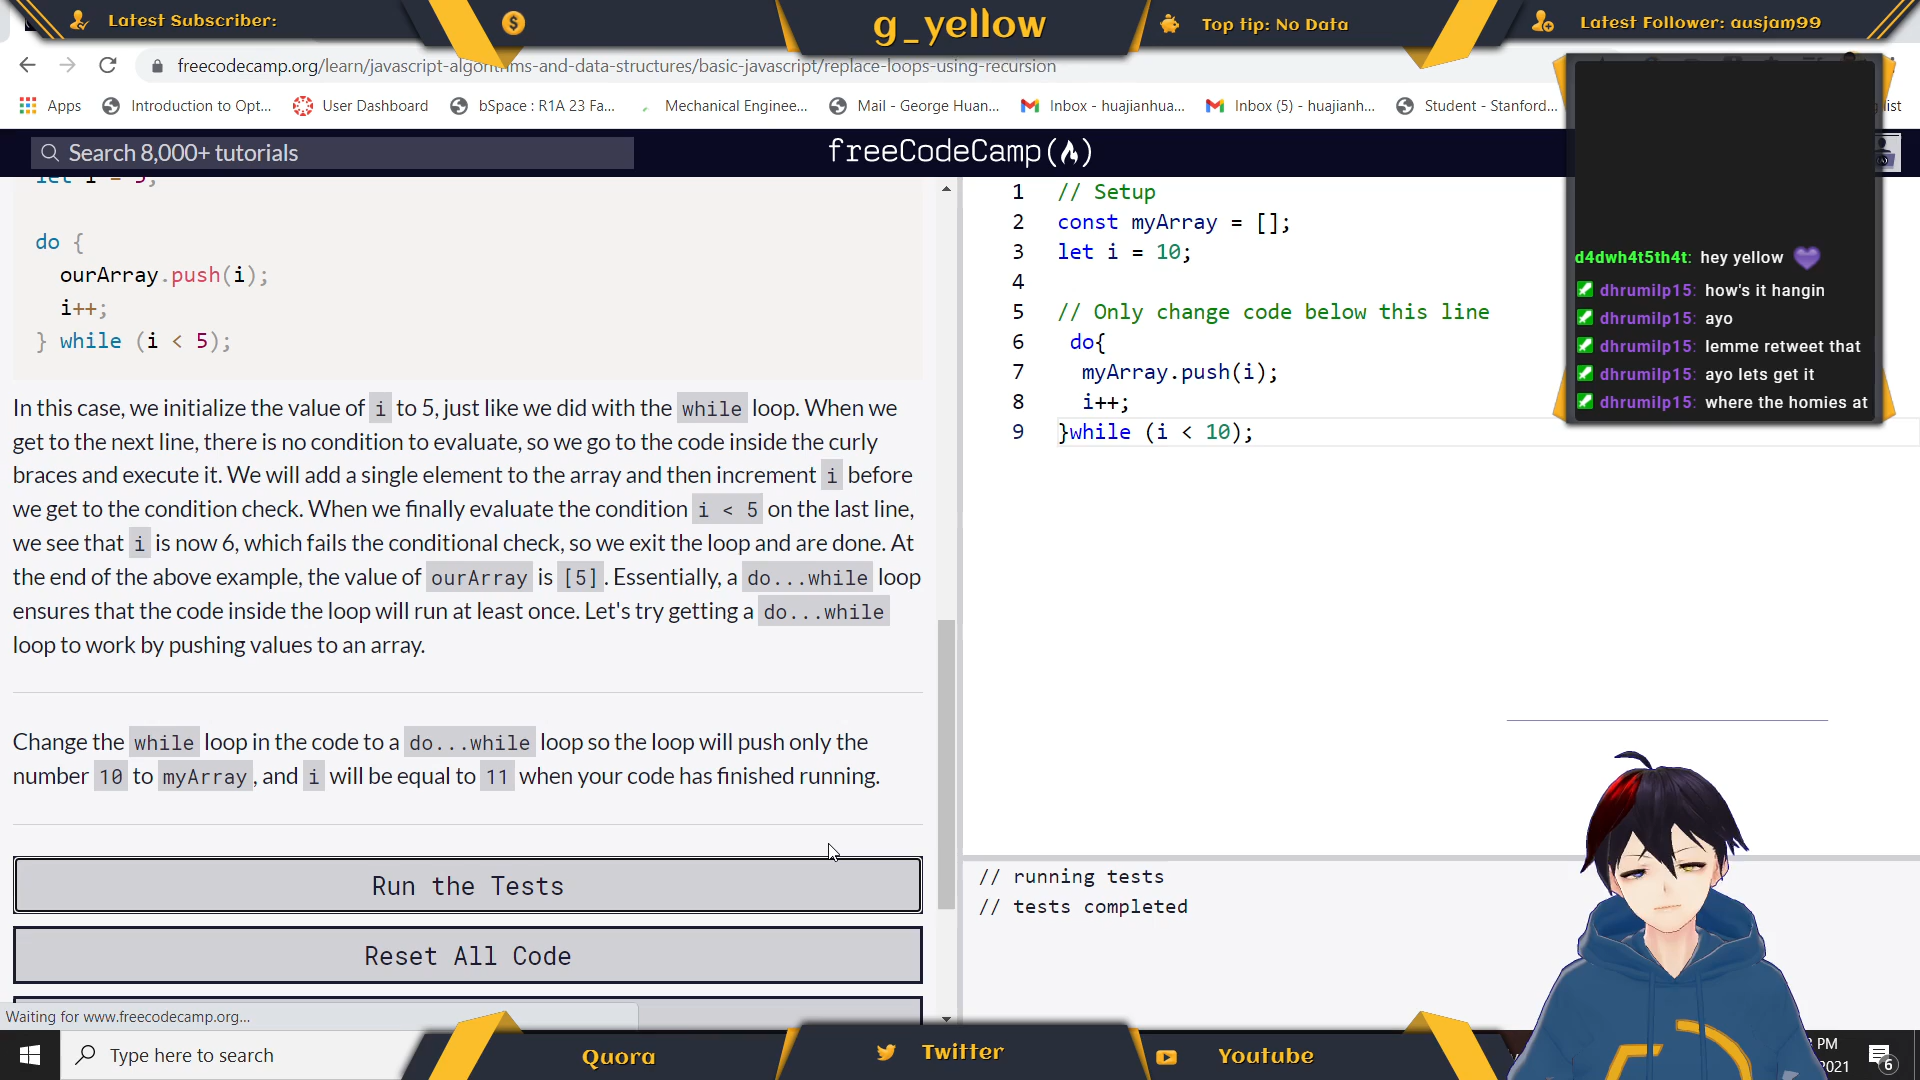 Latest Subscriber:
g_yellow
Top tip: No Data
Latest Follower: ausjam99
freecodecamp.org/learn/javascript-algorithms-and-data-structures/basic-javascript/replace-loops-using-recursion
Apps
Introduction to Opt...
User Dashboard
bSpace : R1A 23 Fa...
Mechanical Enginee...
Mail - George Huan...
Inbox - huajianhua...
Inbox (5) - huajianh...
Student - Stanford...
list
Search 8,000+ tutorials
freeCodeCamp
let i = 5;
do {
ourArray.push(i);
i++;
} while (i < 5);
In this case, we initialize the value of i to 5, just like we did with the while loop. When we
get to the next line, there is no condition to evaluate, so we go to the code inside the curly
braces and execute it. We will add a single element to the array and then increment i before
we get to the condition check. When we finally evaluate the condition i < 5 on the last line,
we see that i is now 6, which fails the conditional check, so we exit the loop and are done. At
the end of the above example, the value of ourArray is [5]. Essentially, a do...while loop
ensures that the code inside the loop will run at least once. Let's try getting a do...while
loop to work by pushing values to an array.
Change the while loop in the code to a do...while loop so the loop will push only the
number 10 to myArray, and i will be equal to 11 when your code has finished running.
Run the Tests
Reset All Code
Waiting for www.freecodecamp.org...
1 // Setup
2 const myArray = [];
3 let i = 10;
4
5 // Only change code below this line
6 do{
7 myArray.push(i);
8 i++;
9 }while (i < 10);
// running tests
// tests completed
d4dwh4t5th4t: hey yellow
dhrumilp15: how's it hangin
dhrumilp15: ayo
dhrumilp15: lemme retweet that
dhrumilp15: ayo lets get it
dhrumilp15: where the homies at
Type here to search
Quora
Twitter
Youtube
PM
2021
6